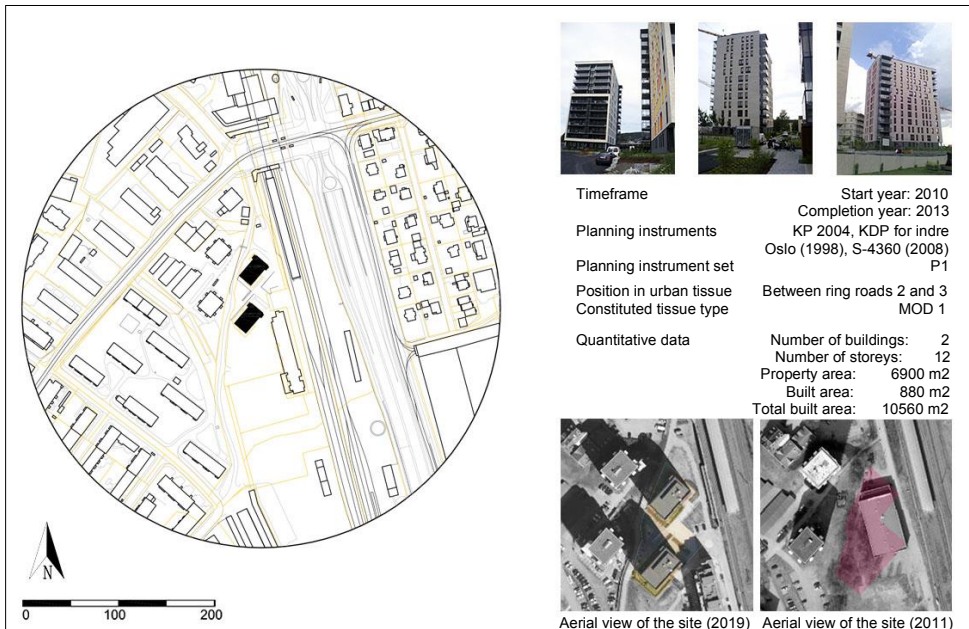 Timeframe Start year: 2010
Completion year: 2013
Planning instruments KP 2004, KDP for indre
Oslo (1998), S-4360 (2008)
Planning instrument set P1
Position in urban tissue Between ring roads 2 and 3
Constituted tissue type MOD 1
Quantitative data Number of buildings: 2
Number of storeys: 12
Property area: 6900 m2
Built area: 880 m2
Total built area: 10560 m2
N
0 100 200
Aerial view of the site (2019) Aerial view of the site (2011)